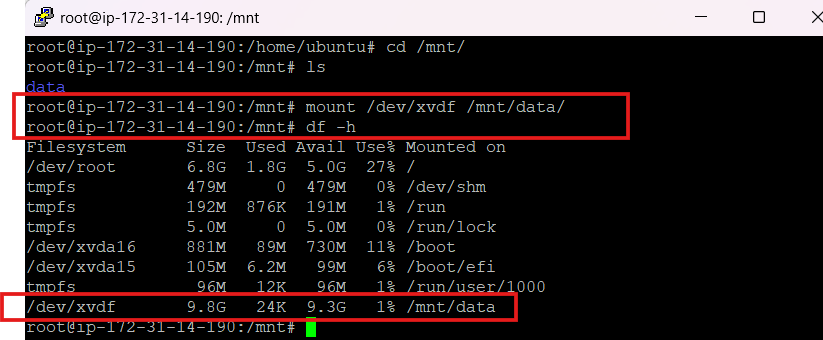 root@ip-172-31-14-190: /mnt
root@ip-172-31-14-190:/home/ubuntu# cd /mnt/
root@ip-172-31-14-190:/mnt# ls
data
root@ip-172-31-14-190:/mnt# mount /dev/xvdf /mnt/data/
root@ip-172-31-14-190:/mnt# df -h
Filesystem      Size  Used Avail Use% Mounted on
/dev/root       6.8G  1.8G  5.0G  27% /
tmpfs           479M     0  479M   0% /dev/shm
tmpfs           192M  876K  191M   1% /run
tmpfs           5.0M     0  5.0M   0% /run/lock
/dev/xvda16     881M   89M  730M  11% /boot
/dev/xvda15     105M  6.2M   99M   6% /boot/efi
tmpfs            96M   12K   96M   1% /run/user/1000
/dev/xvdf       9.8G   24K  9.3G   1% /mnt/data
root@ip-172-31-14-190:/mnt#